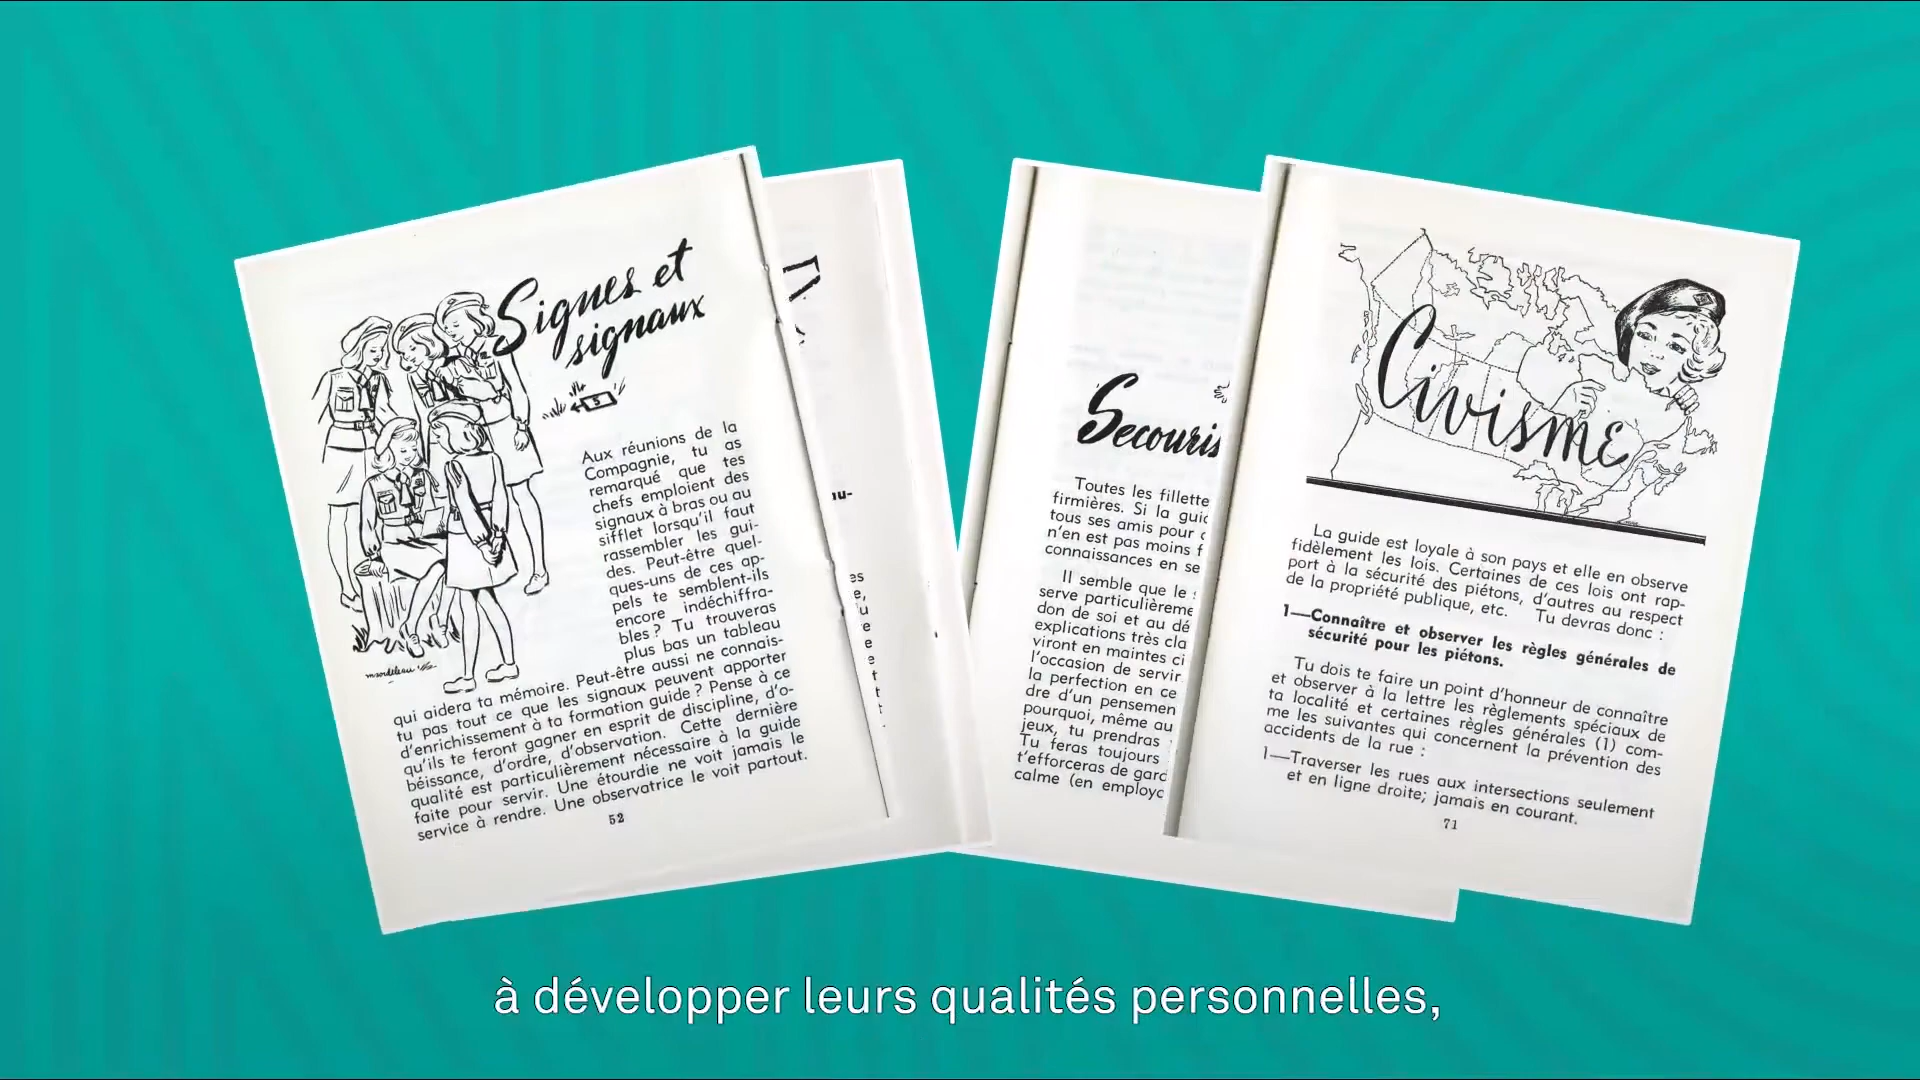 Signes et
signaux
Aux réunions de la
Compagnie, tu as
remarqué que tes
chefs emploient des
signaux à bras ou au
sifflet lorsqu'il faut
rassembler les gui-
des. Peut-être quel-
ques-uns de ces ap-
pels te semblent-ils
encore indéchiffra-
bles ? Tu trouveras
plus bas un tableau
qui aidera ta mémoire. Peut-être aussi ne connais-
tu pas tout ce que les signaux peuvent apporter
d'enrichissement à ta formation guide ? Pense à ce
qu'ils te feront gagner en esprit de discipline, d'o-
béissance, d'ordre, d'observation. Cette dernière
qualité est particulièrement nécessaire à la guide
faite pour servir. Une étourdie ne voit jamais le
service à rendre. Une observatrice le voit partout.
52
Secouris
Toutes les fillette
firmières. Si la guid
tous ses amis pour
n'en est pas moins f
connaissances en se
Il semble que le
serve particulièreme
don de soi et au dé
explications très cla
viront en maintes ci
l'occasion de servir
la perfection en ce
dre d'un pensemen
pourquoi, même au
jeux, tu prendras
Tu feras toujours
t'efforceras de gard
calme (en employc
Civisme
La guide est loyale à son pays et elle en observe
fidèlement les lois. Certaines de ces lois ont rap-
port à la sécurité des piétons, d'autres au respect
de la propriété publique, etc. Tu devras donc :
1—Connaître et observer les règles générales de
sécurité pour les piétons.
Tu dois te faire un point d'honneur de connaître
et observer à la lettre les règlements spéciaux de
ta localité et certaines règles générales (1) com-
me les suivantes qui concernent la prévention des
accidents de la rue :
1—Traverser les rues aux intersections seulement
et en ligne droite; jamais en courant.
71
à développer leurs qualités personnelles,